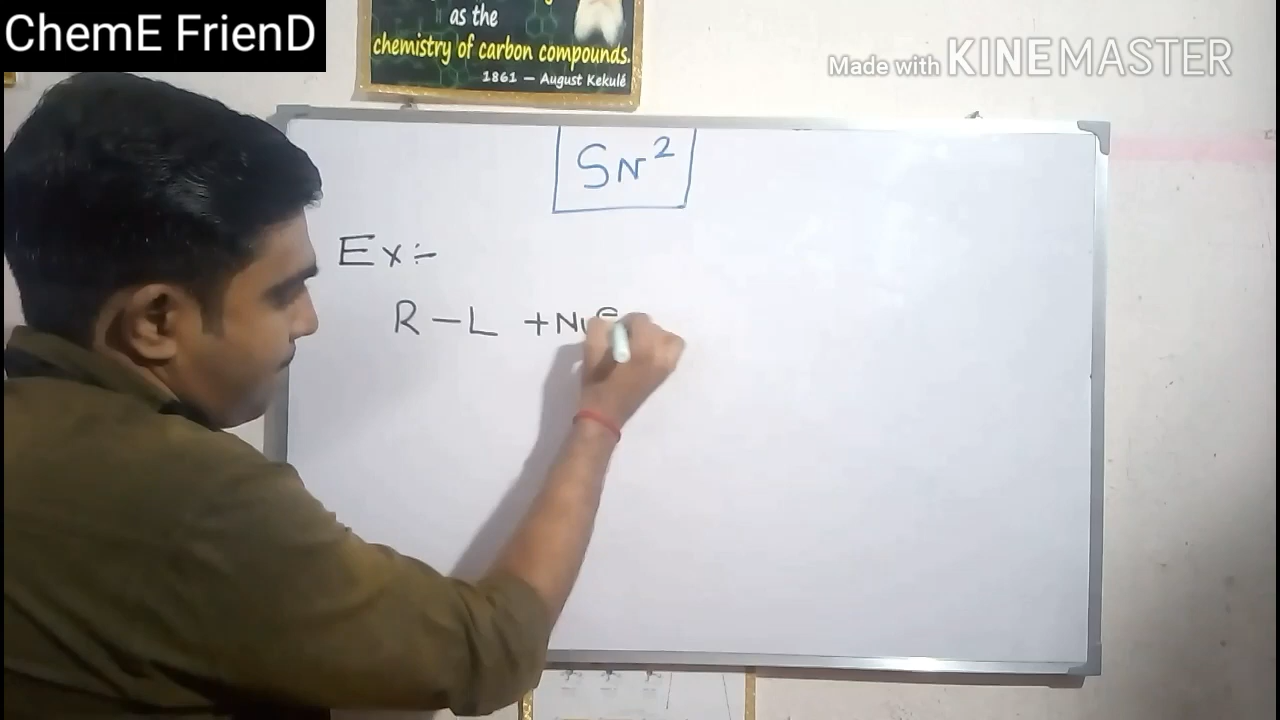 ChemE FrienD
as the
chemistry of carbon compounds.
1861 — August Kekulé
Made with KINEMASTER
SN²
Ex:-
R – L + Nu